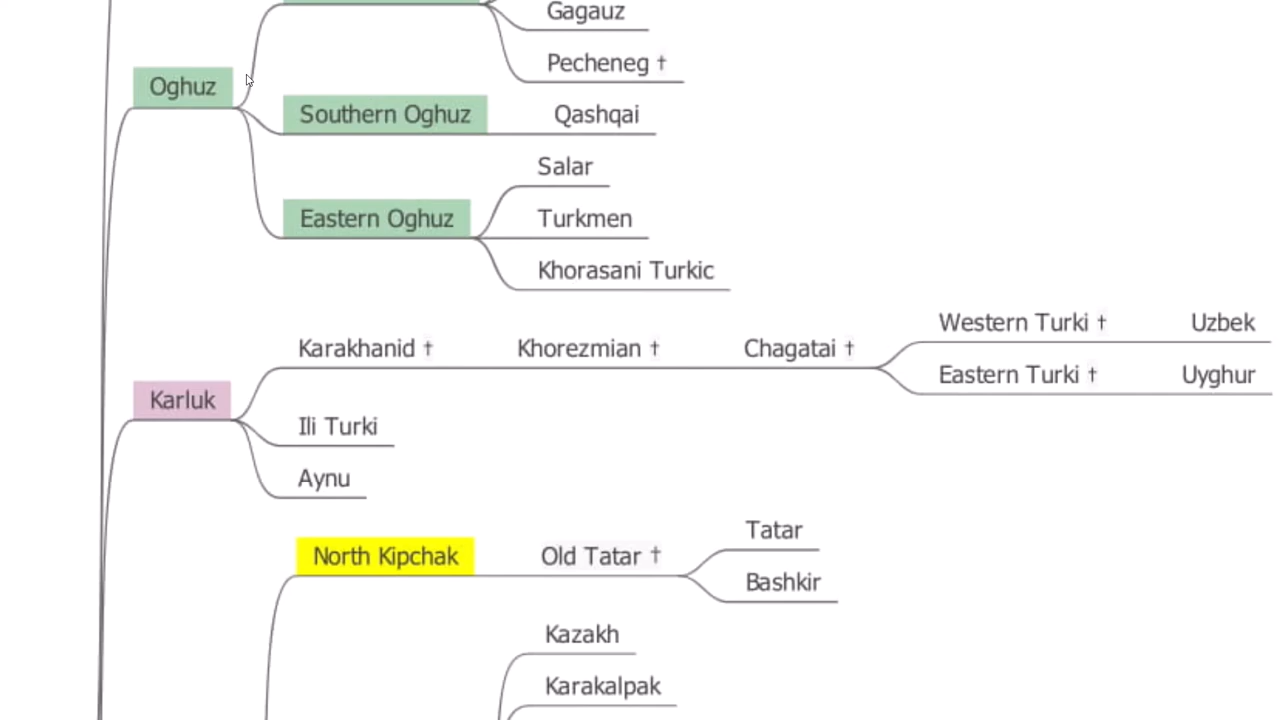 Gagauz
Pecheneg †
Oghuz
Southern Oghuz
Qashqai
Salar
Eastern Oghuz
Turkmen
Khorasani Turkic
Western Turki †
Uzbek
Karakhanid †
Khorezmian †
Chagatai †
Eastern Turki †
Uyghur
Karluk
Ili Turki
Aynu
Tatar
North Kipchak
Old Tatar †
Bashkir
Kazakh
Karakalpak